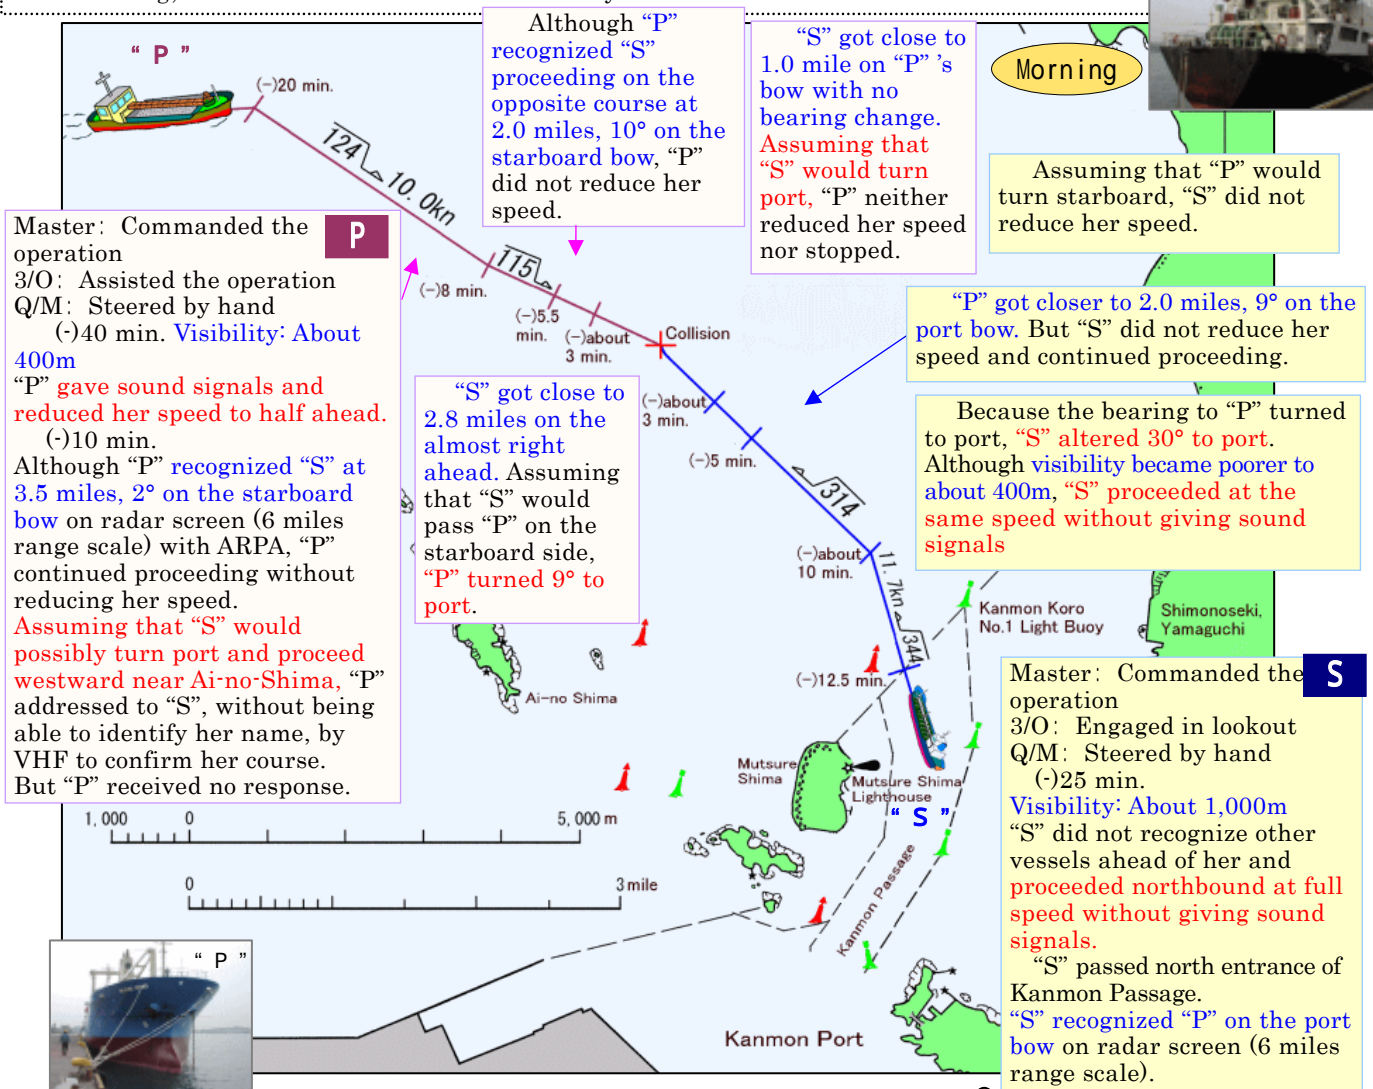 “ P ”
(-)20 min.
124
10. 0kn
Although “P”
recognized “S”
proceeding on the
opposite course at
2.0 miles, 10° on the
starboard bow, “P”
did not reduce her
speed.
“S” got close to
1.0 mile on “P” ’s
bow with no
bearing change.
Assuming that
“S” would turn
port, “P” neither
reduced her speed
nor stopped.
Morning
Assuming that “P” would
turn starboard, “S” did not
reduce her speed.
P
Master: Commanded the
operation
3/O: Assisted the operation
Q/M: Steered by hand
(-)40 min. Visibility: About
400m
“P” gave sound signals and
reduced her speed to half ahead.
(-)10 min.
Although “P” recognized “S” at
3.5 miles, 2° on the starboard
bow on radar screen (6 miles
range scale) with ARPA, “P”
continued proceeding without
reducing her speed.
Assuming that “S” would
possibly turn port and proceed
westward near Ai-no-Shima, “P”
addressed to “S”, without being
able to identify her name, by
VHF to confirm her course.
But “P” received no response.
115
(-)8 min.
(-)5.5
min.
(-)about
3 min.
Collision
“P” got closer to 2.0 miles, 9° on the
port bow. But “S” did not reduce her
speed and continued proceeding.
“S” got close to
2.8 miles on the
almost right
ahead. Assuming
that “S” would
pass “P” on the
starboard side,
“P” turned 9° to
port.
(-)about
3 min.
(-)5 min.
314
Because the bearing to “P” turned
to port, “S” altered 30° to port.
Although visibility became poorer to
about 400m, “S” proceeded at the
same speed without giving sound
signals
(-)about
10 min.
11. 7kn
344
(-)12.5 min.
Kanmon Koro
No.1 Light Buoy
Shimonoseki,
Yamaguchi
Ai-no Shima
Mutsure
Shima
Mutsure Shima
Lighthouse
“ S ”
Kanmon Passage
S
Master: Commanded the
operation
3/O: Engaged in lookout
Q/M: Steered by hand
(-)25 min.
Visibility: About 1,000m
“S” did not recognize other
vessels ahead of her and
proceeded northbound at full
speed without giving sound
signals.
“S” passed north entrance of
Kanmon Passage.
“S” recognized “P” on the port
bow on radar screen (6 miles
range scale).
1, 000
0
5, 000 m
0
3 mile
“ P ”
Kanmon Port